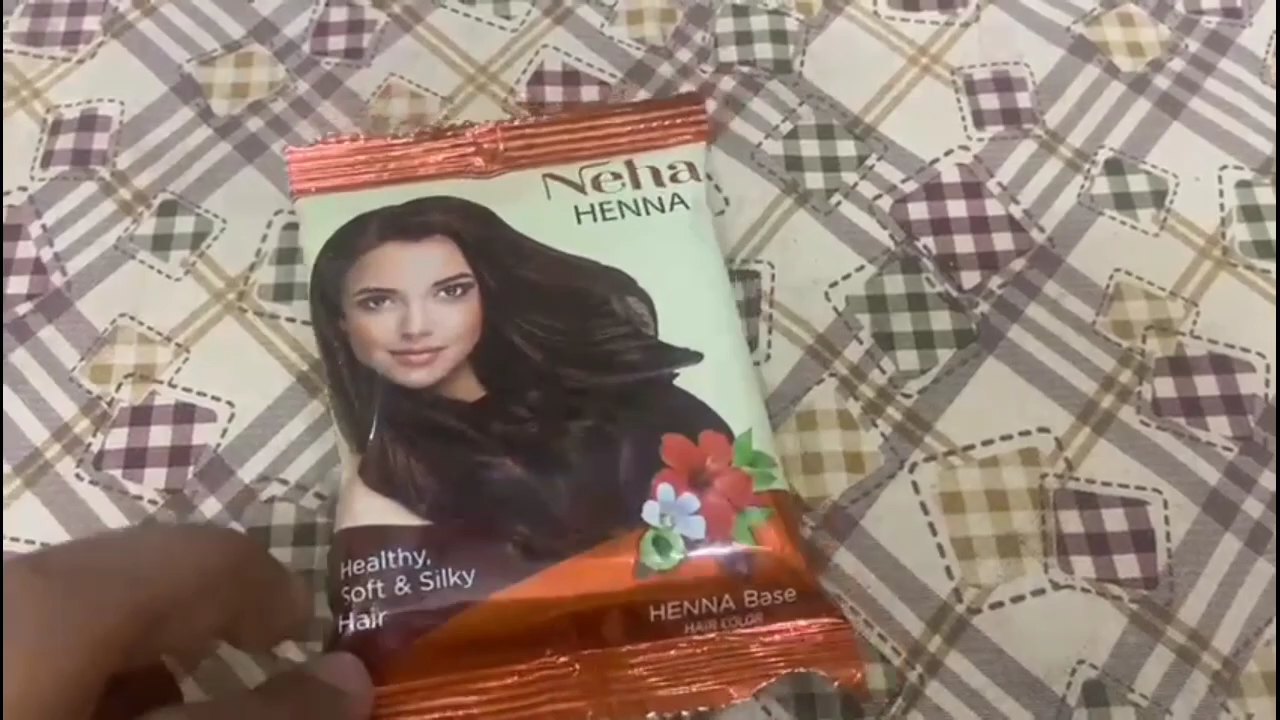 Neha
HENNA
Healthy,
Soft & Silky
Hair
HENNA Base
HAIR COLOR